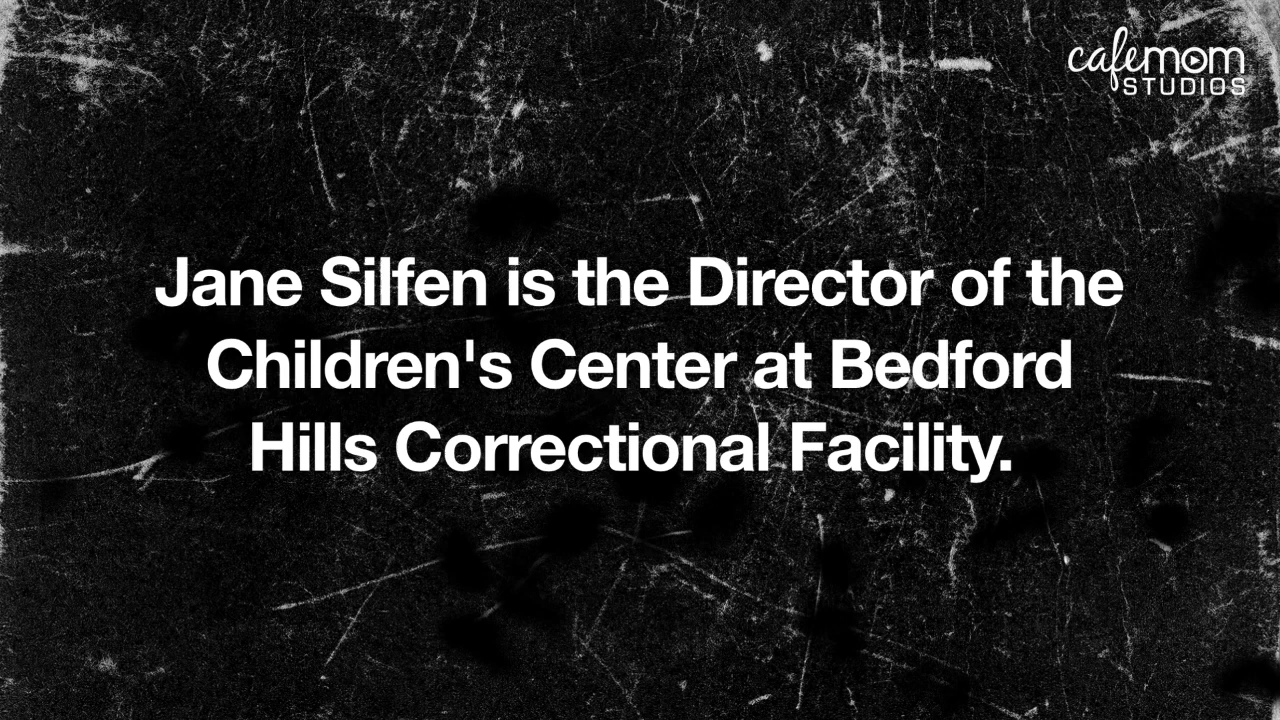 cafemom
STUDIOS
Jane Silfen is the Director of the
Children's Center at Bedford
Hills Correctional Facility.